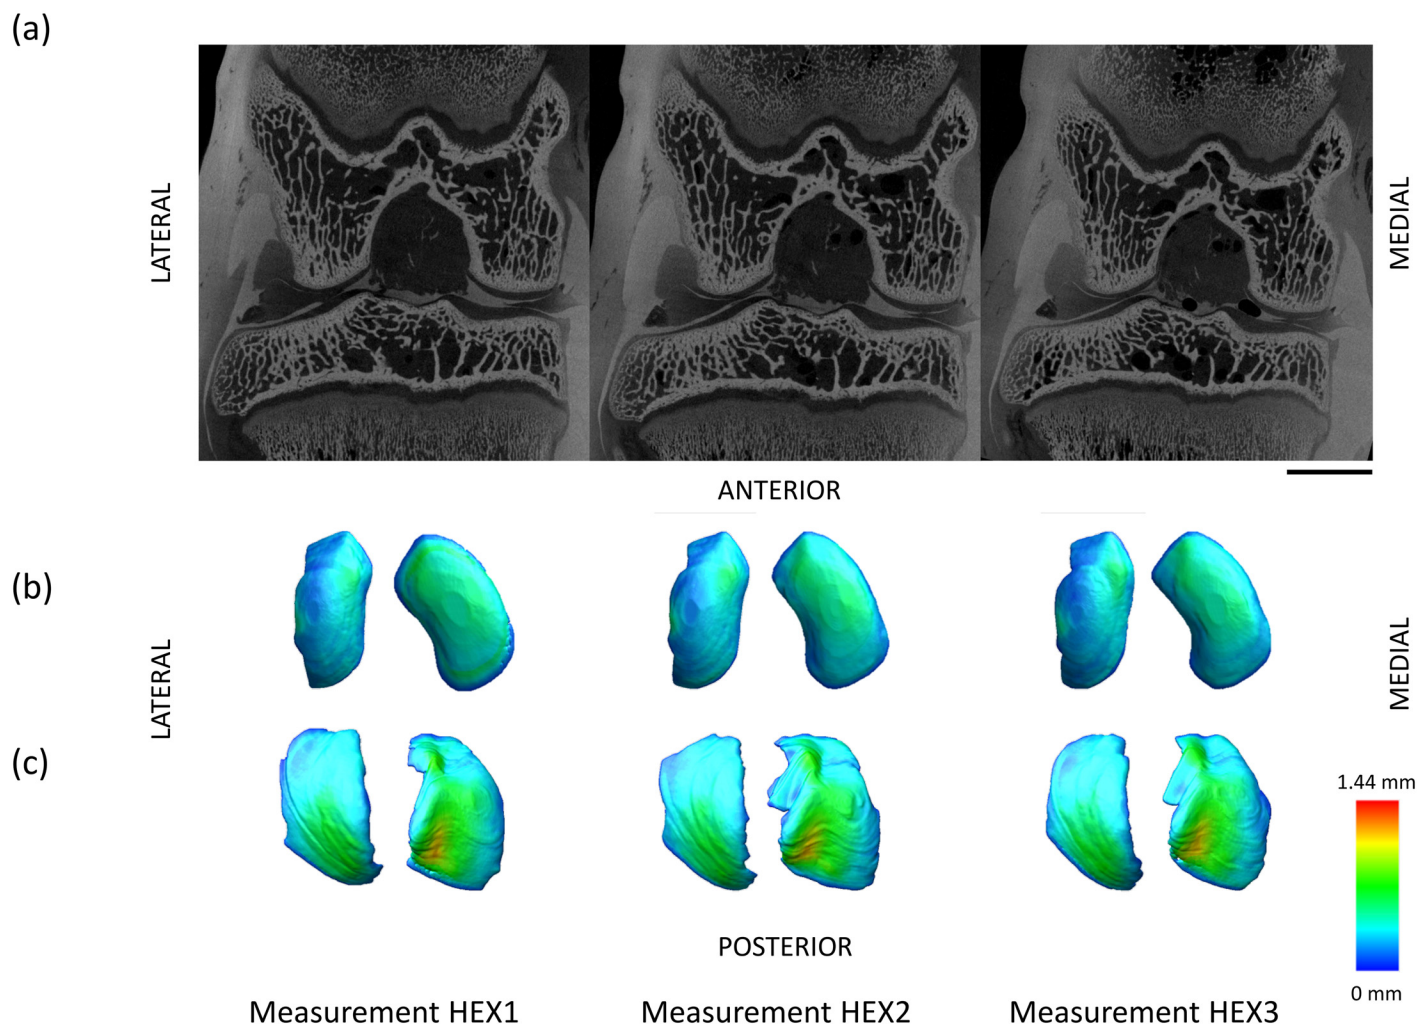 (a)
LATERAL
MEDIAL
ANTERIOR
(b)
LATERAL
MEDIAL
(c)
1.44 mm
POSTERIOR
0 mm
Measurement HEX1
Measurement HEX2
Measurement HEX3